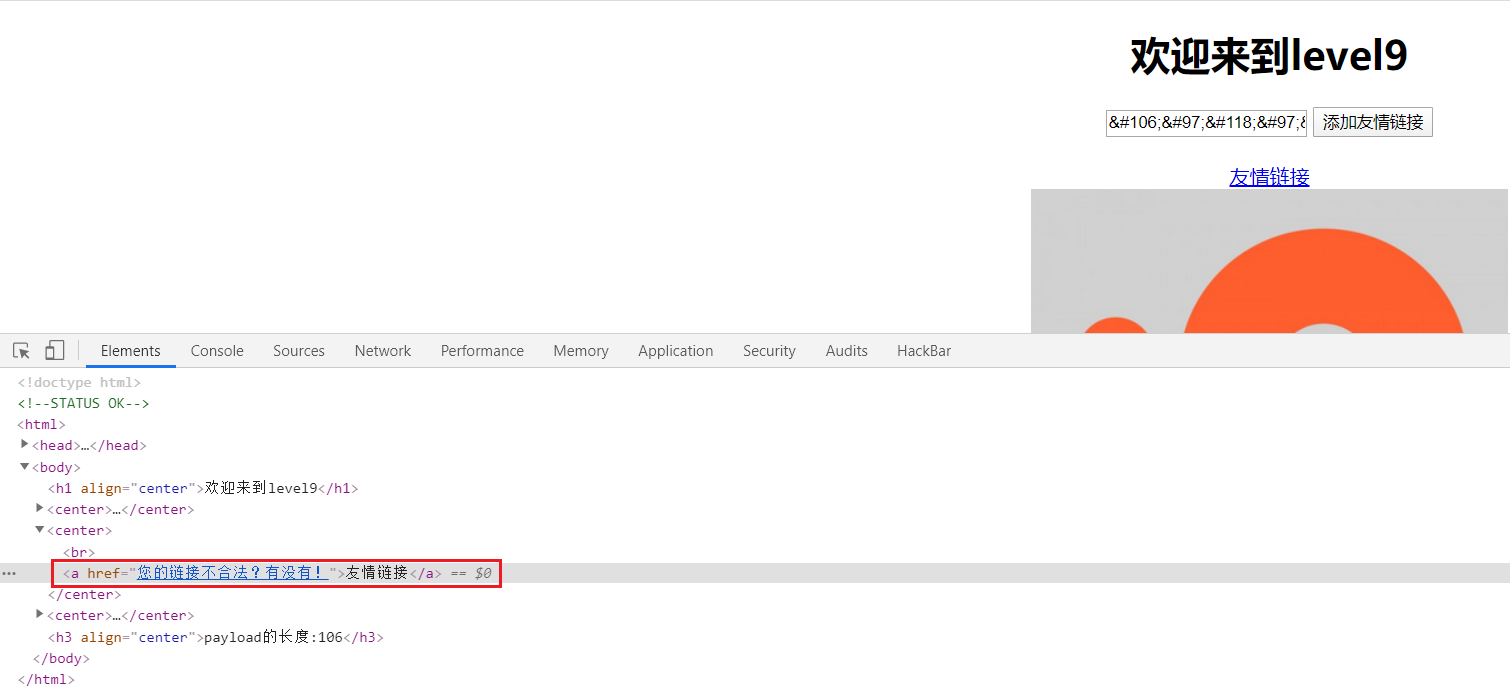 欢迎来到level9
&#106;&#97;&#118;&#97;&
添加友情链接
友情链接
Elements Console Sources Network Performance Memory Application Security Audits HackBar
<!doctype html>
<!--STATUS OK-->
<html>
<head>…</head>
<body>
<h1 align="center">欢迎来到level9</h1>
<center>…</center>
<center>
<br>
<a href="您的链接不合法？有没有！">友情链接</a> == $0
</center>
<center>…</center>
<h3 align="center">payload的长度:106</h3>
</body>
</html>